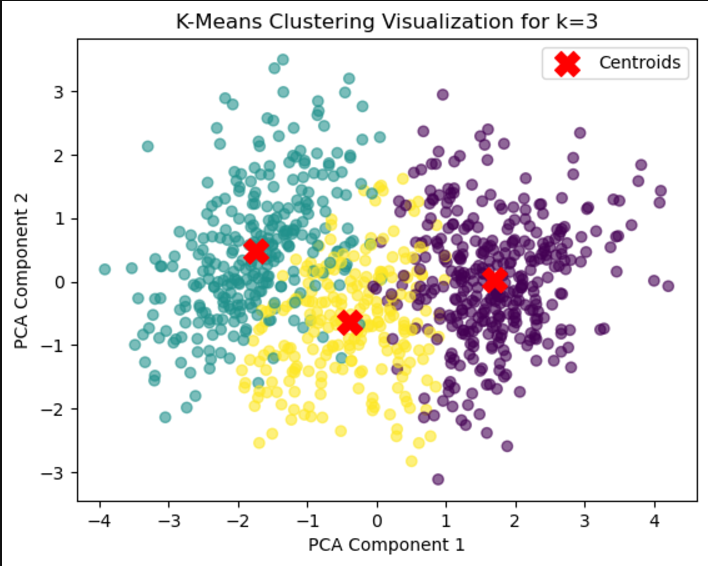 K-Means Clustering Visualization for k=3
Centroids
3
2
1
0
−1
−2
−3
PCA Component 2
−4 −3 −2 −1 0 1 2 3 4
PCA Component 1